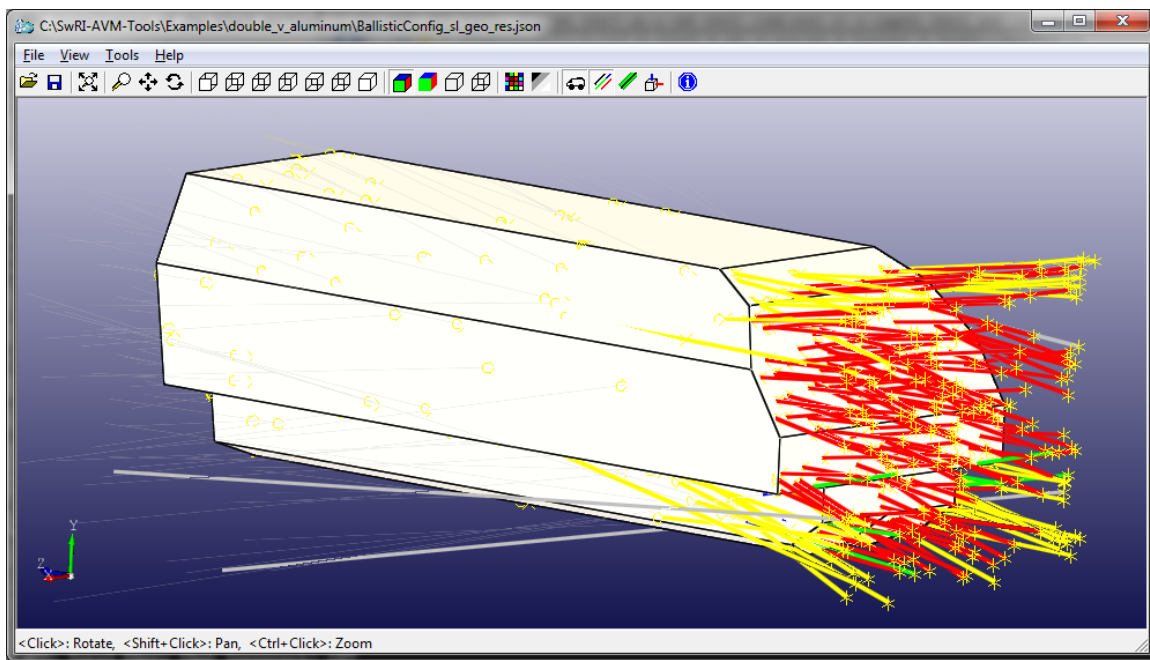 C:\SwRI-AVM-Tools\Examples\double_v_aluminum\BallisticConfig_sl_geo_res.json
File View Tools Help
Y
Z
X
<Click>: Rotate, <Shift+Click>: Pan, <Ctrl+Click>: Zoom